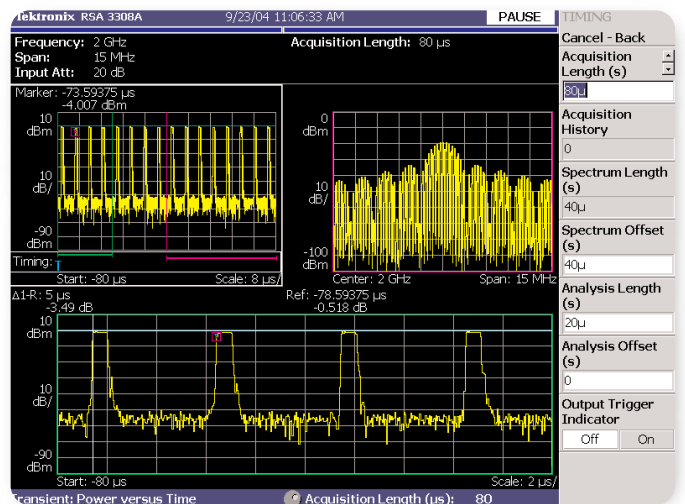 Tektronix RSA 3308A 9/23/04 11:06:33 AM PAUSE TIMING
Frequency: 2 GHz Acquisition Length: 80 µs
Span: 15 MHz
Input Att: 20 dB
Cancel - Back
Acquisition
Length (s)
80µ
Acquisition
History
0
Spectrum Length
(s)
40µ
Spectrum Offset
(s)
40µ
Analysis Length
(s)
20µ
Analysis Offset
(s)
0
Output Trigger
Indicator
Off On
Marker: -73.59375 µs
-4.007 dBm
10
dBm
10
dB/
-90
dBm
Timing:
T
Start: -80 µs Scale: 8 µs/
0
dBm
10
dB/
-100
dBm
Center: 2 GHz Span: 15 MHz
Δ1-R: 5 µs Ref: -78.59375 µs
-3.49 dB -0.518 dB
10
dBm
10
dB/
-90
dBm
Start: -80 µs Scale: 2 µs/
Transient: Power versus Time Acquisition Length (µs): 80